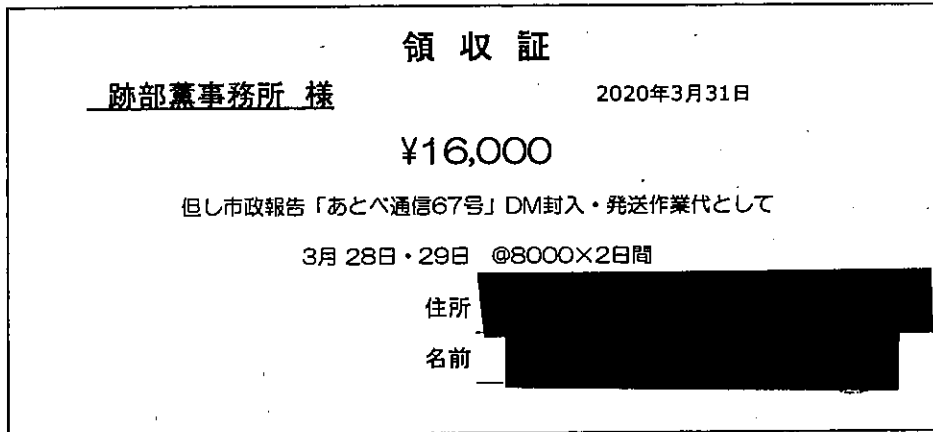 領収証
跡部薫事務所 様
2020年3月31日
¥16,000
但し市政報告「あとべ通信67号」DM封入・発送作業代として
3月28日・29日 @8000×2日間
住所
名前